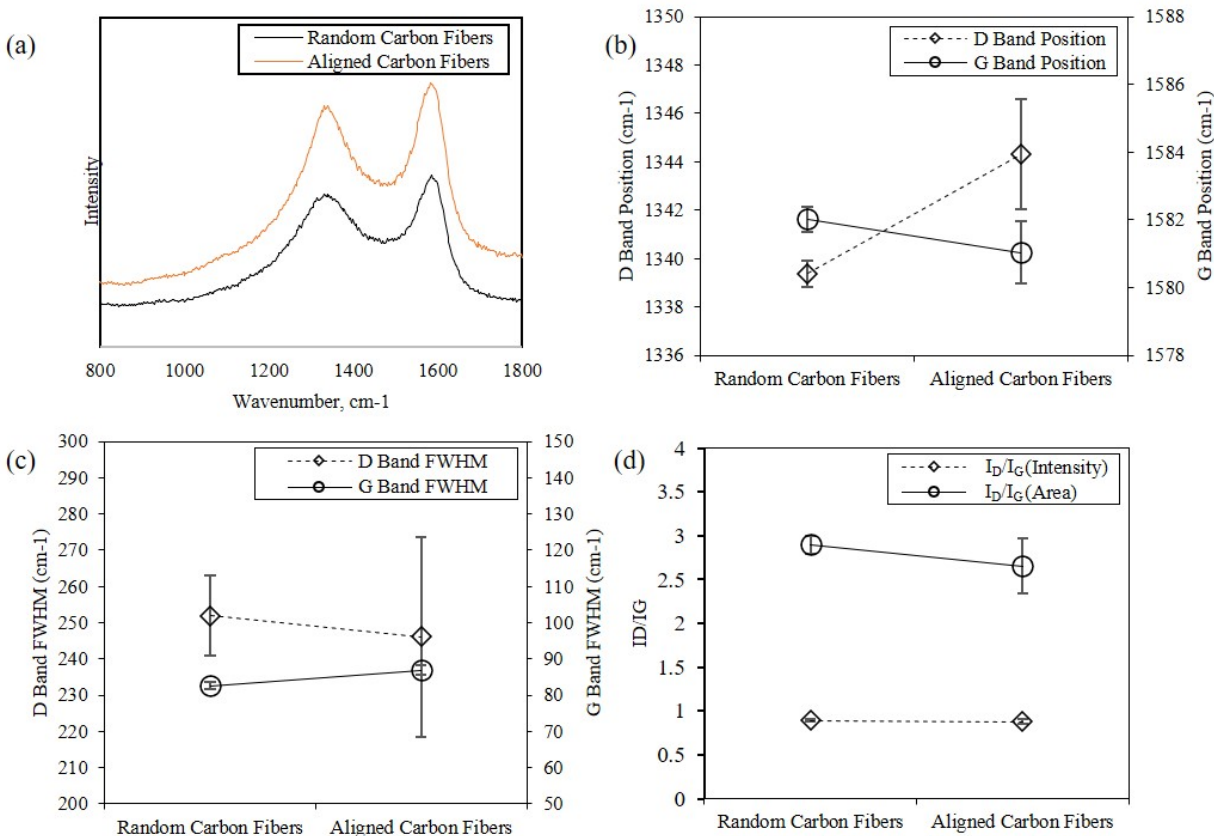 (a)
Random Carbon Fibers
Aligned Carbon Fibers
Intensity
800 1000 1200 1400 1600 1800
Wavenumber, cm-1
(b)
D Band Position
G Band Position
D Band Position (cm-1)
1350
1348
1346
1344
1342
1340
1338
1336
G Band Position (cm-1)
1588
1586
1584
1582
1580
1578
Random Carbon Fibers Aligned Carbon Fibers
(c)
D Band FWHM
G Band FWHM
D Band FWHM (cm-1)
300
290
280
270
260
250
240
230
220
210
200
G Band FWHM (cm-1)
150
140
130
120
110
100
90
80
70
60
50
Random Carbon Fibers Aligned Carbon Fibers
(d)
I_D/I_G (Intensity)
I_D/I_G (Area)
ID/IG
4
3.5
3
2.5
2
1.5
1
0.5
0
Random Carbon Fibers Aligned Carbon Fibers